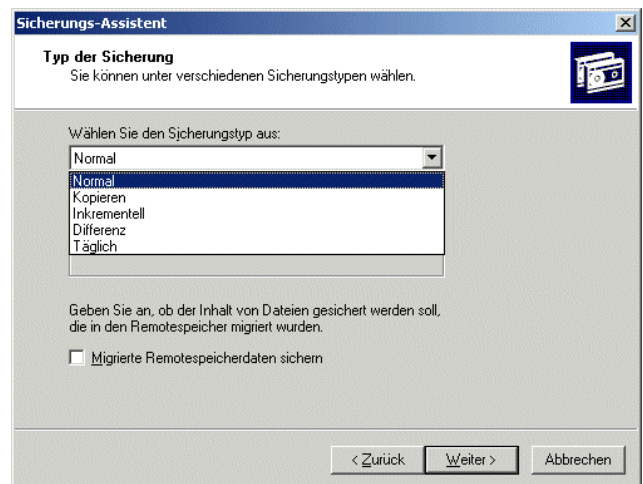 Sicherungs-Assistent
Typ der Sicherung
Sie können unter verschiedenen Sicherungstypen wählen.
Wählen Sie den Sicherungstyp aus:
Normal
Normal
Kopieren
Inkrementell
Differenz
Täglich
Geben Sie an, ob der Inhalt von Dateien gesichert werden soll,
die in den Remotespeicher migriert wurden.
Migrierte Remotespeicherdaten sichern
< Zurück Weiter > Abbrechen